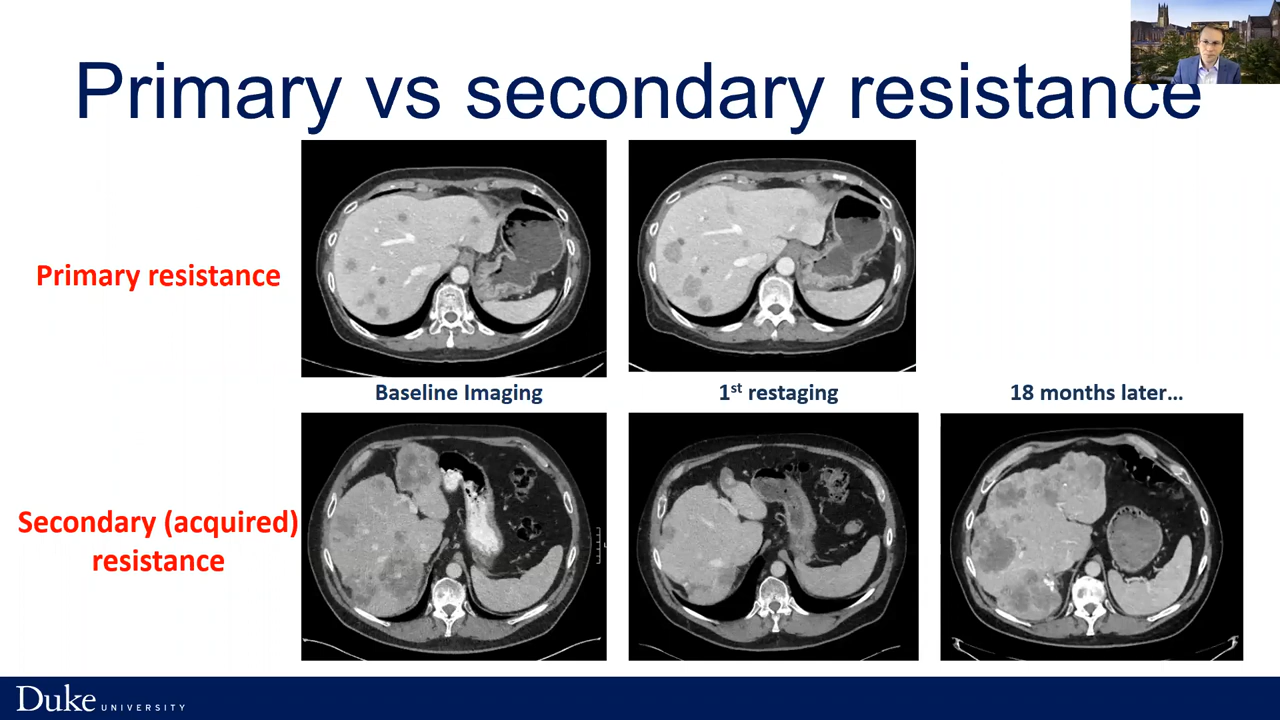 Primary vs secondary resistance
Primary resistance
Baseline Imaging
1st restaging
18 months later…
Secondary (acquired)
resistance
Duke UNIVERSITY